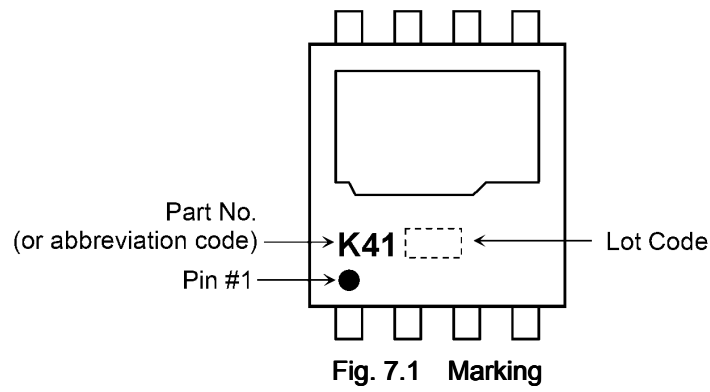 Part No.
(or abbreviation code)
K41
Lot Code
Pin #1
Fig. 7.1 Marking